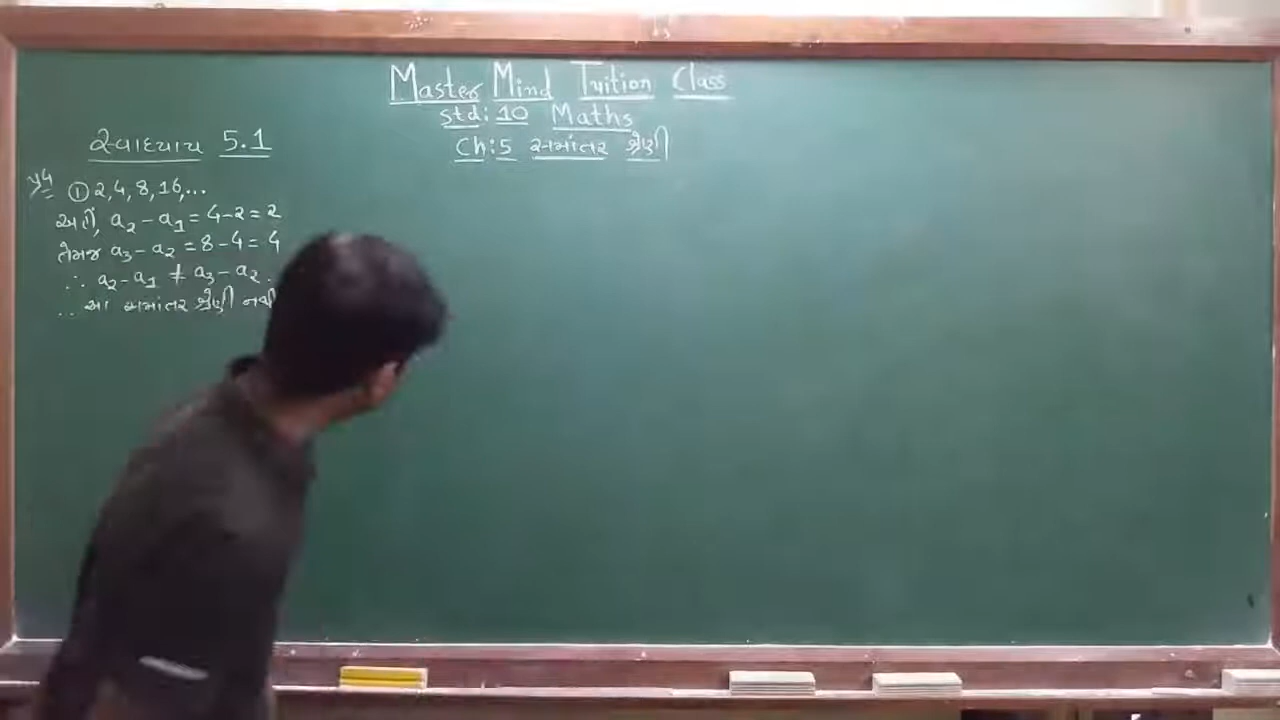 Master Mind Tuition Class
std: 10 Maths
Ch:5 સમાંતર શ્રેણી
સ્વાધ્યાય 5.1
પ્ર4 ① 2, 4, 8, 16, ...
અહીં, a₂ - a₁ = 4 - 2 = 2
તેમજ a₃ - a₂ = 8 - 4 = 4
∴ a₂ - a₁ ≠ a₃ - a₂.
∴ આ સમાંતર શ્રેણી નથી